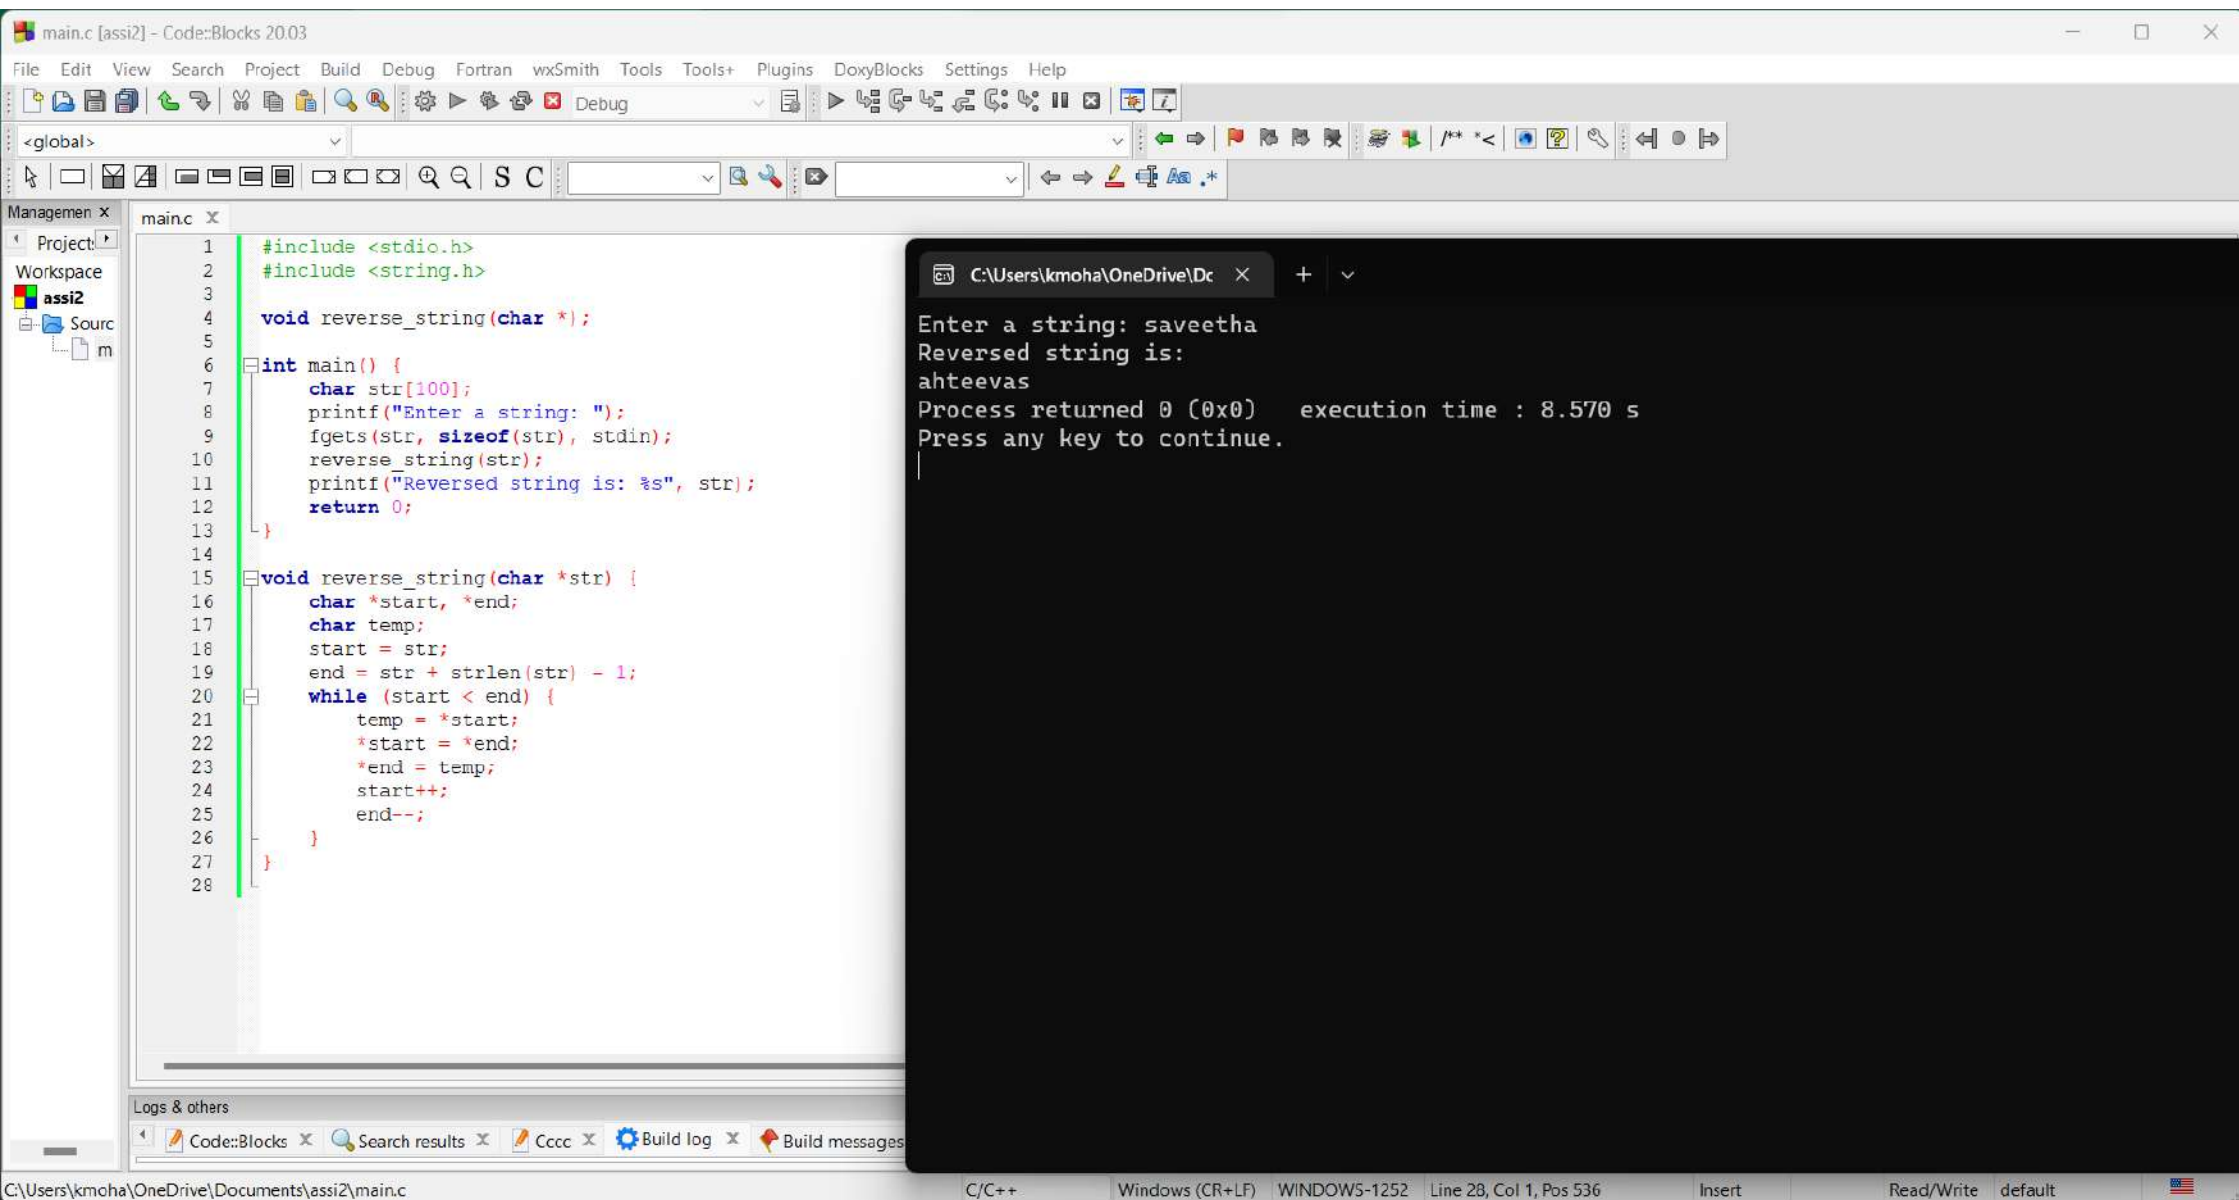 main.c [assi2] - Code::Blocks 20.03
File Edit View Search Project Build Debug Fortran wxSmith Tools Tools+ Plugins DoxyBlocks Settings Help
Debug
<global>
/** *<
S C
Aa .*
Managemen X
main.c X
Project:
Workspace
assi2
Sourc
m
1 #include <stdio.h>
2 #include <string.h>
3
4 void reverse_string(char *);
5
6 int main() {
7 char str[100];
8 printf("Enter a string: ");
9 fgets(str, sizeof(str), stdin);
10 reverse_string(str);
11 printf("Reversed string is: %s", str);
12 return 0;
13 }
14
15 void reverse_string(char *str) {
16 char *start, *end;
17 char temp;
18 start = str;
19 end = str + strlen(str) - 1;
20 while (start < end) {
21 temp = *start;
22 *start = *end;
23 *end = temp;
24 start++;
25 end--;
26 }
27 }
28
C:\Users\kmoha\OneDrive\Dc
Enter a string: saveetha
Reversed string is:
ahteevas
Process returned 0 (0x0) execution time : 8.570 s
Press any key to continue.
Logs & others
Code::Blocks X Search results X Cccc X Build log X Build messages
C:\Users\kmoha\OneDrive\Documents\assi2\main.c C/C++ Windows (CR+LF) WINDOWS-1252 Line 28, Col 1, Pos 536 Insert Read/Write default